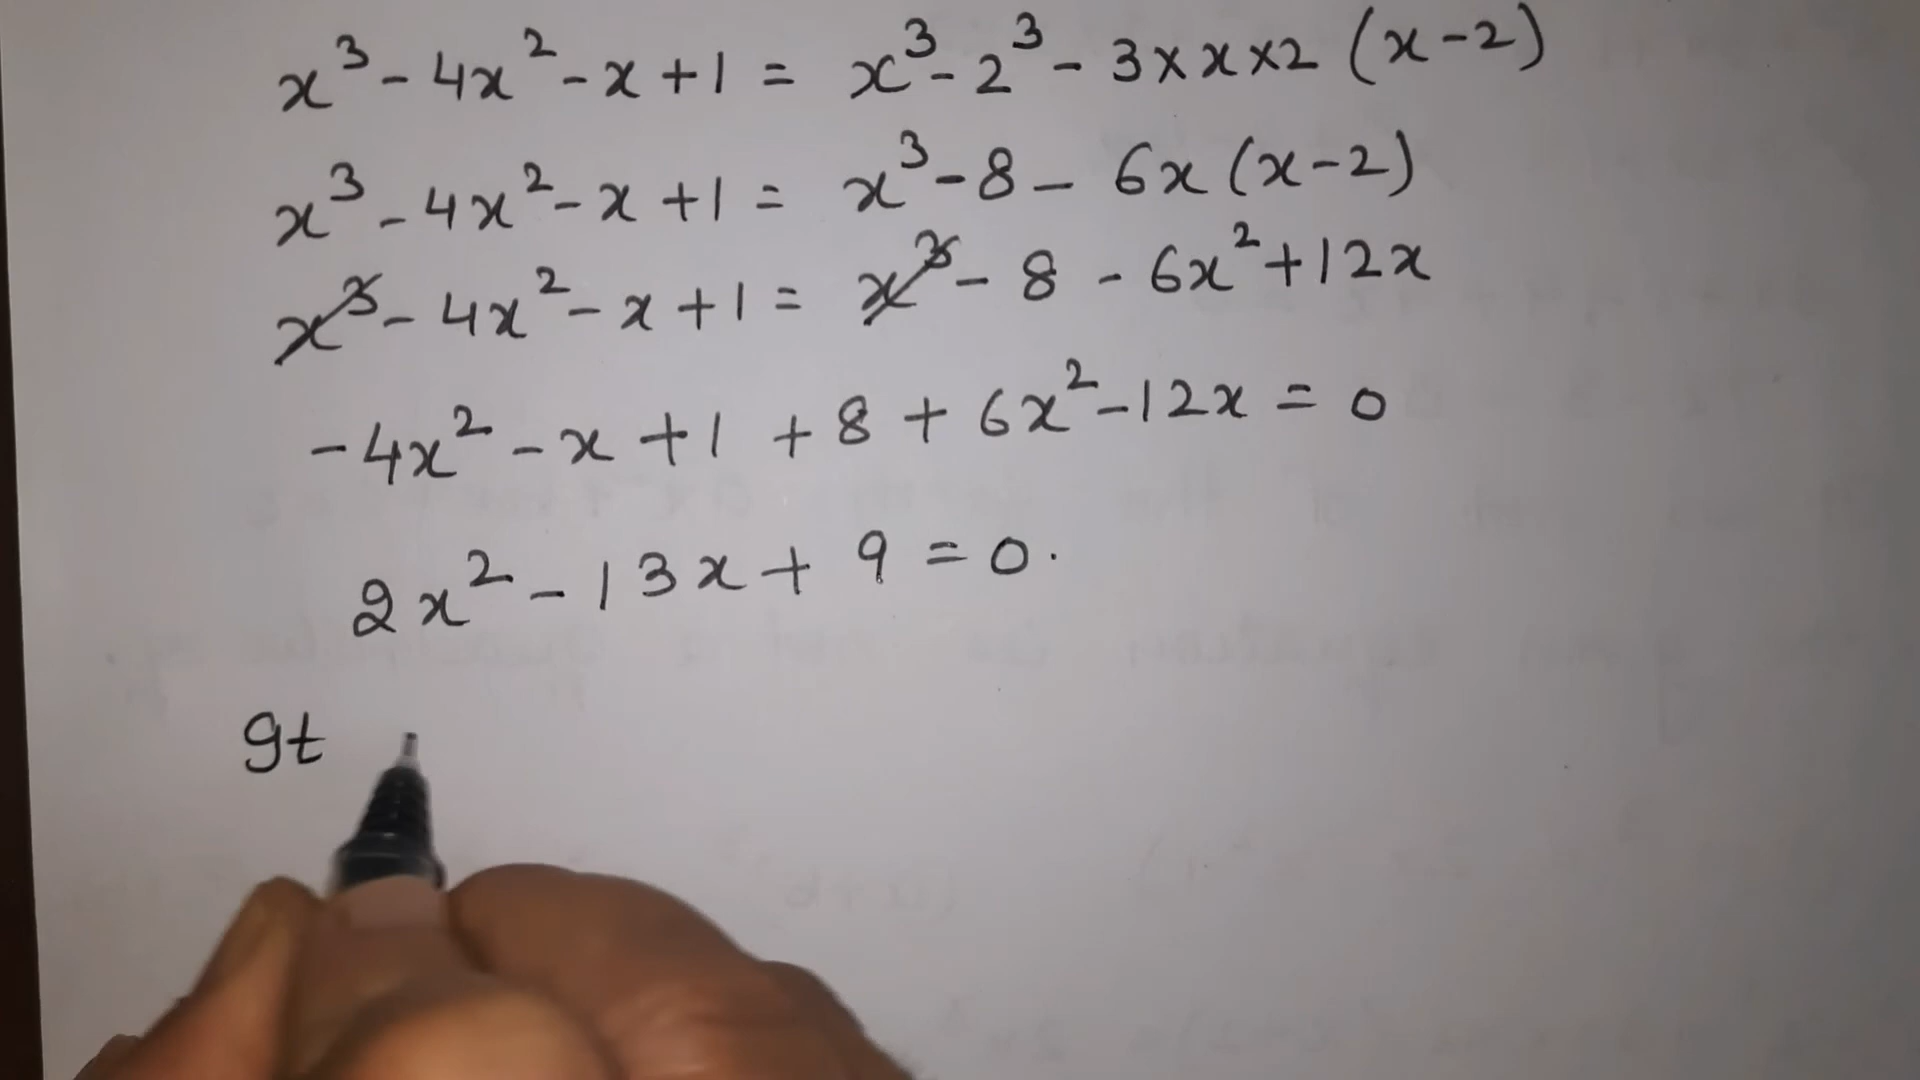 x³ - 4x² - x + 1 = x³ - 2³ - 3 × x × 2 (x - 2)
x³ - 4x² - x + 1 = x³ - 8 - 6x (x - 2)
x³ - 4x² - x + 1 = x³ - 8 - 6x² + 12x
- 4x² - x + 1 + 8 + 6x² - 12x = 0
2x² - 13x + 9 = 0.
It